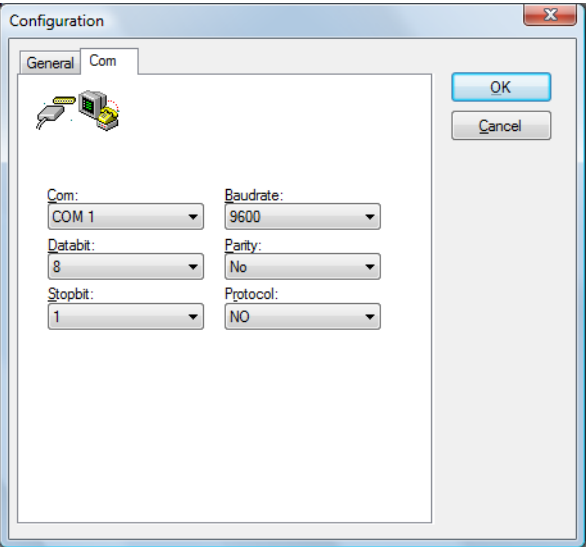 Configuration
General Com
OK
Cancel
Com: Baudrate:
COM 1 9600
Databit: Parity:
8 No
Stopbit: Protocol:
1 NO